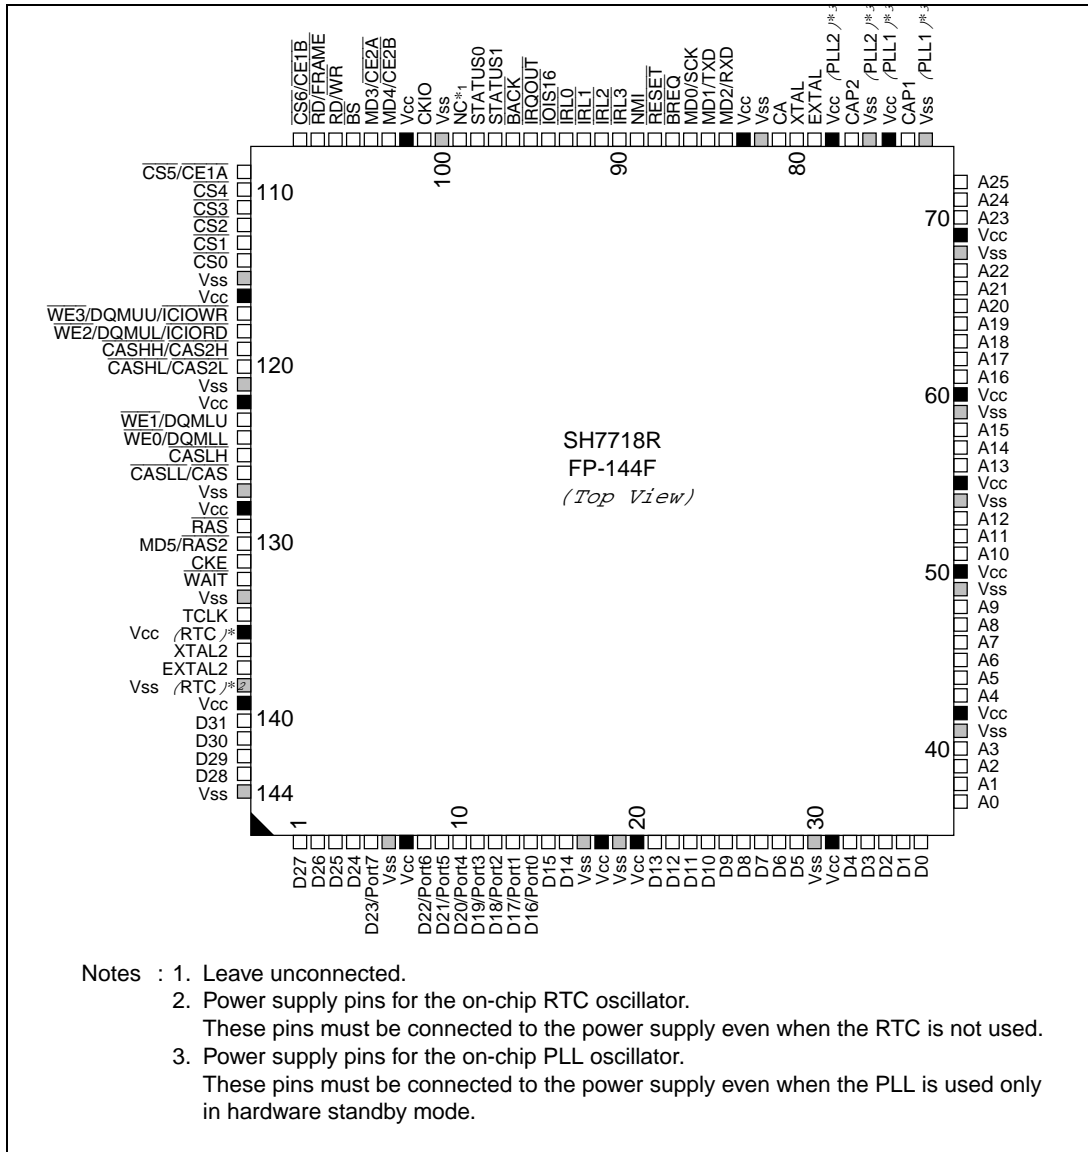 CS6/CE1B
RD/FRAME
RD/WR
BS
MD3/CE2A
MD4/CE2B
Vcc
CKIO
Vss
NC*1
STATUS0
STATUS1
BACK
IRQOUT
IOIS16
IRL0
IRL1
IRL2
IRL3
NMI
RESET
BREQ
MD0/SCK
MD1/TXD
MD2/RXD
Vcc
Vss
CA
XTAL
EXTAL
Vcc (PLL2)*3
CAP2
Vss (PLL2)*3
Vcc (PLL1)*3
CAP1
Vss (PLL1)*3
100
90
80
CS5/CE1A
CS4
CS3
CS2
CS1
CS0
Vss
Vcc
WE3/DQMUU/ICIOWR
WE2/DQMUL/ICIORD
CASHH/CAS2H
CASHL/CAS2L
Vss
Vcc
WE1/DQMLU
WE0/DQMLL
CASLH
CASLL/CAS
Vss
Vcc
RAS
MD5/RAS2
CKE
WAIT
Vss
TCLK
Vcc (RTC)*
XTAL2
EXTAL2
Vss (RTC)*2
Vcc
D31
D30
D29
D28
Vss
110
120
130
140
144
SH7718R
FP-144F
(Top View)
70
60
50
40
A25
A24
A23
Vcc
Vss
A22
A21
A20
A19
A18
A17
A16
Vcc
Vss
A15
A14
A13
Vcc
Vss
A12
A11
A10
Vcc
Vss
A9
A8
A7
A6
A5
A4
Vcc
Vss
A3
A2
A1
A0
1
10
20
30
D27
D26
D25
D24
D23/Port7
Vss
Vcc
D22/Port6
D21/Port5
D20/Port4
D19/Port3
D18/Port2
D17/Port1
D16/Port0
D15
D14
Vss
Vcc
Vss
Vcc
D13
D12
D11
D10
D9
D8
D7
D6
D5
Vss
Vcc
D4
D3
D2
D1
D0
Notes : 1. Leave unconnected.
2. Power supply pins for the on-chip RTC oscillator.
These pins must be connected to the power supply even when the RTC is not used.
3. Power supply pins for the on-chip PLL oscillator.
These pins must be connected to the power supply even when the PLL is used only
in hardware standby mode.